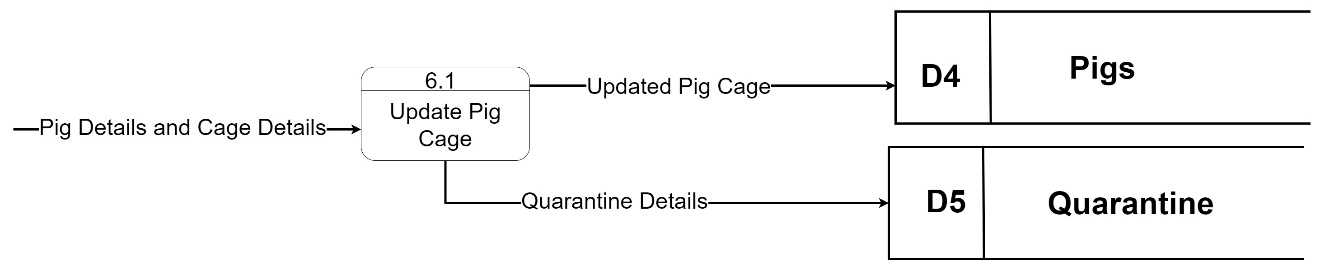 6.1
Update Pig
Cage
Pig Details and Cage Details
Updated Pig Cage
D4
Pigs
Quarantine Details
D5
Quarantine